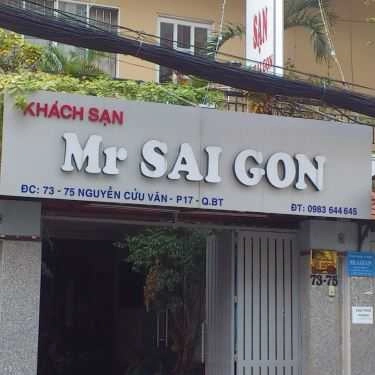 SẠN
KHÁCH SẠN
Mr SAI GON
ĐC: 73 - 75 NGUYỄN CỬU VÂN - P17 - Q.BT
ĐT: 0983 644 645
73-75